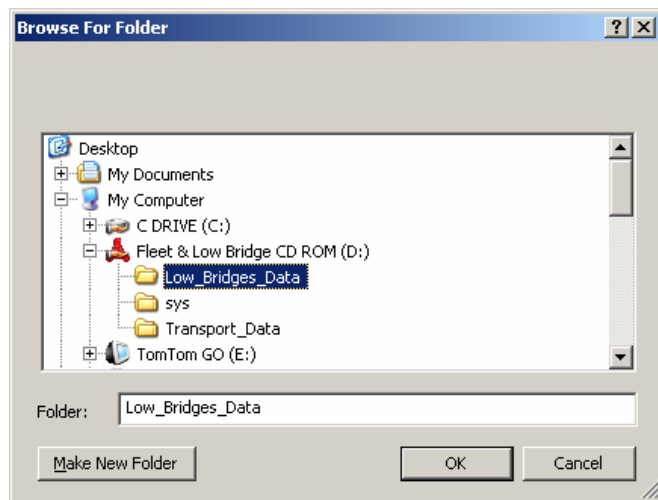 Browse For Folder
Desktop
My Documents
My Computer
C DRIVE (C:)
Fleet & Low Bridge CD ROM (D:)
Low_Bridges_Data
sys
Transport_Data
TomTom GO (E:)
Folder: Low_Bridges_Data
Make New Folder OK Cancel